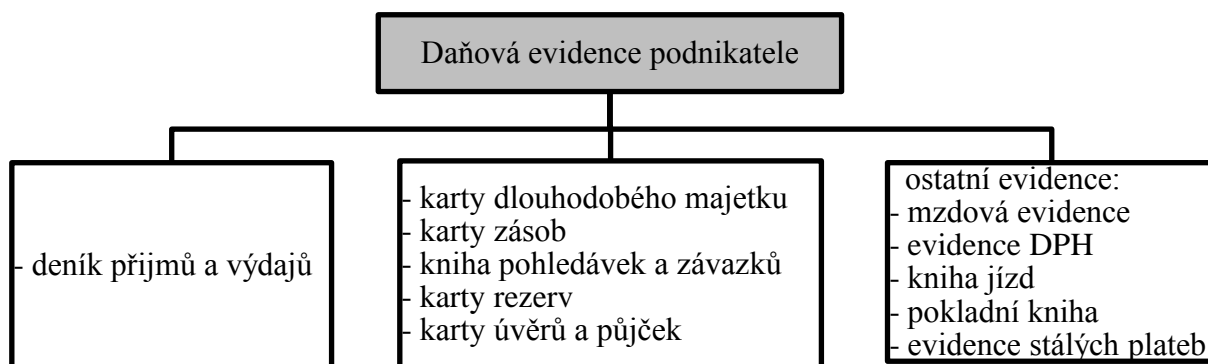 Daňová evidence podnikatele
- deník přijmů a výdajů
- karty dlouhodobého majetku
- karty zásob
- kniha pohledávek a závazků
- karty rezerv
- karty úvěrů a půjček
ostatní evidence:
- mzdová evidence
- evidence DPH
- kniha jízd
- pokladní kniha
- evidence stálých plateb